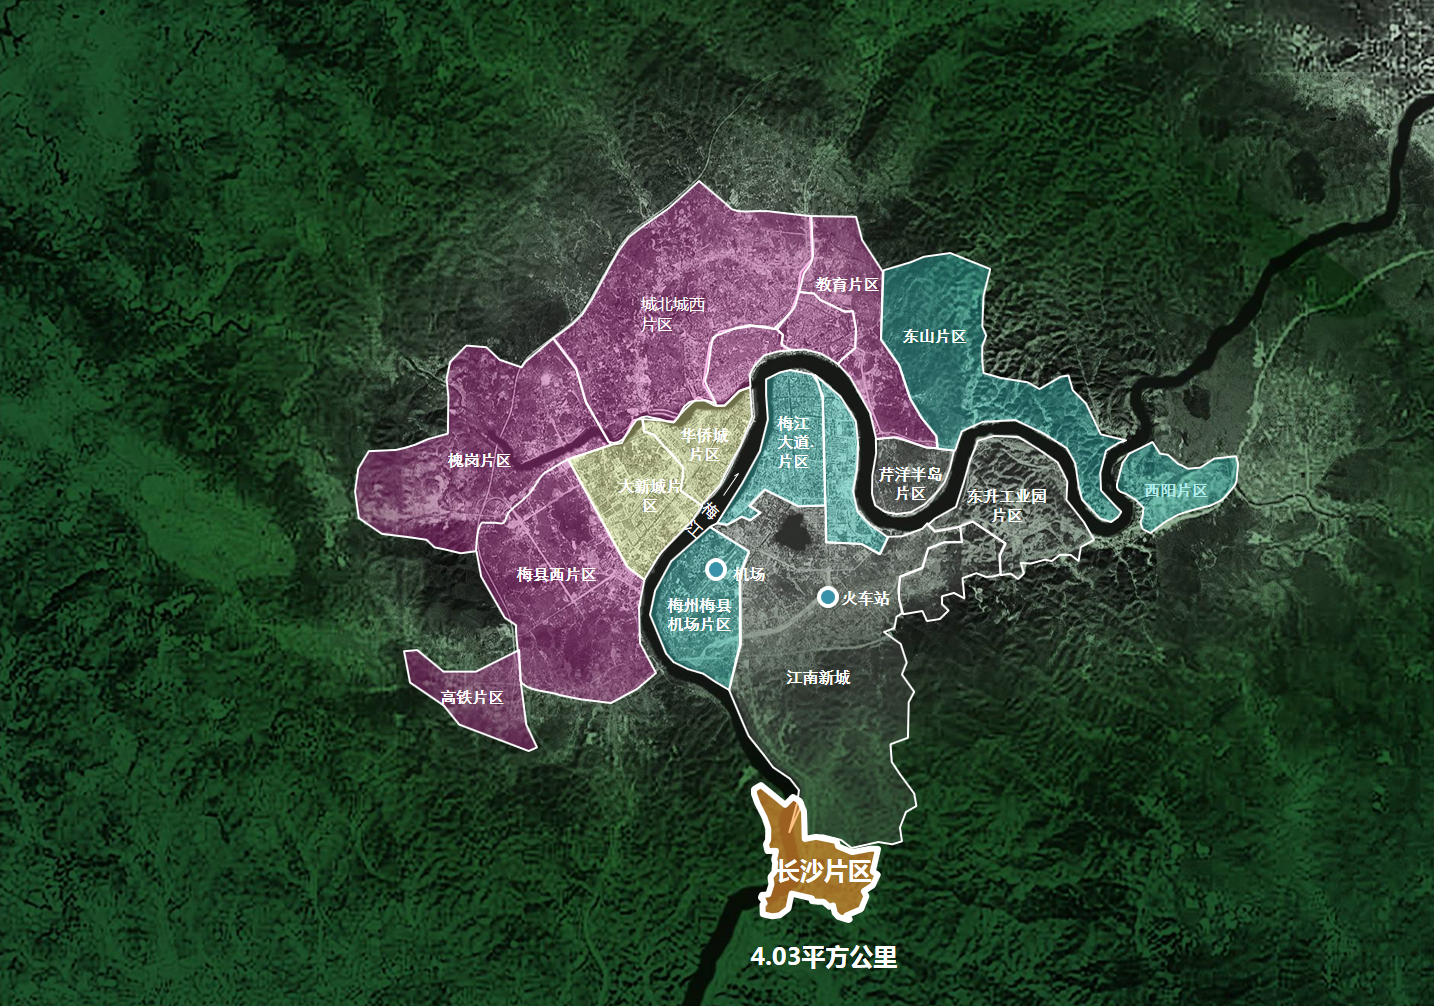 教育片区
城北城西
片区
东山片区
梅江
大道.
片区
华侨城
片区
槐岗片区
芹洋半岛
片区
大新城片
区
西阳片区
东升工业园
片区
梅
江
梅县西片区
机场
火车站
梅州梅县
机场片区
江南新城
高铁片区
长沙片区
4.03平方公里